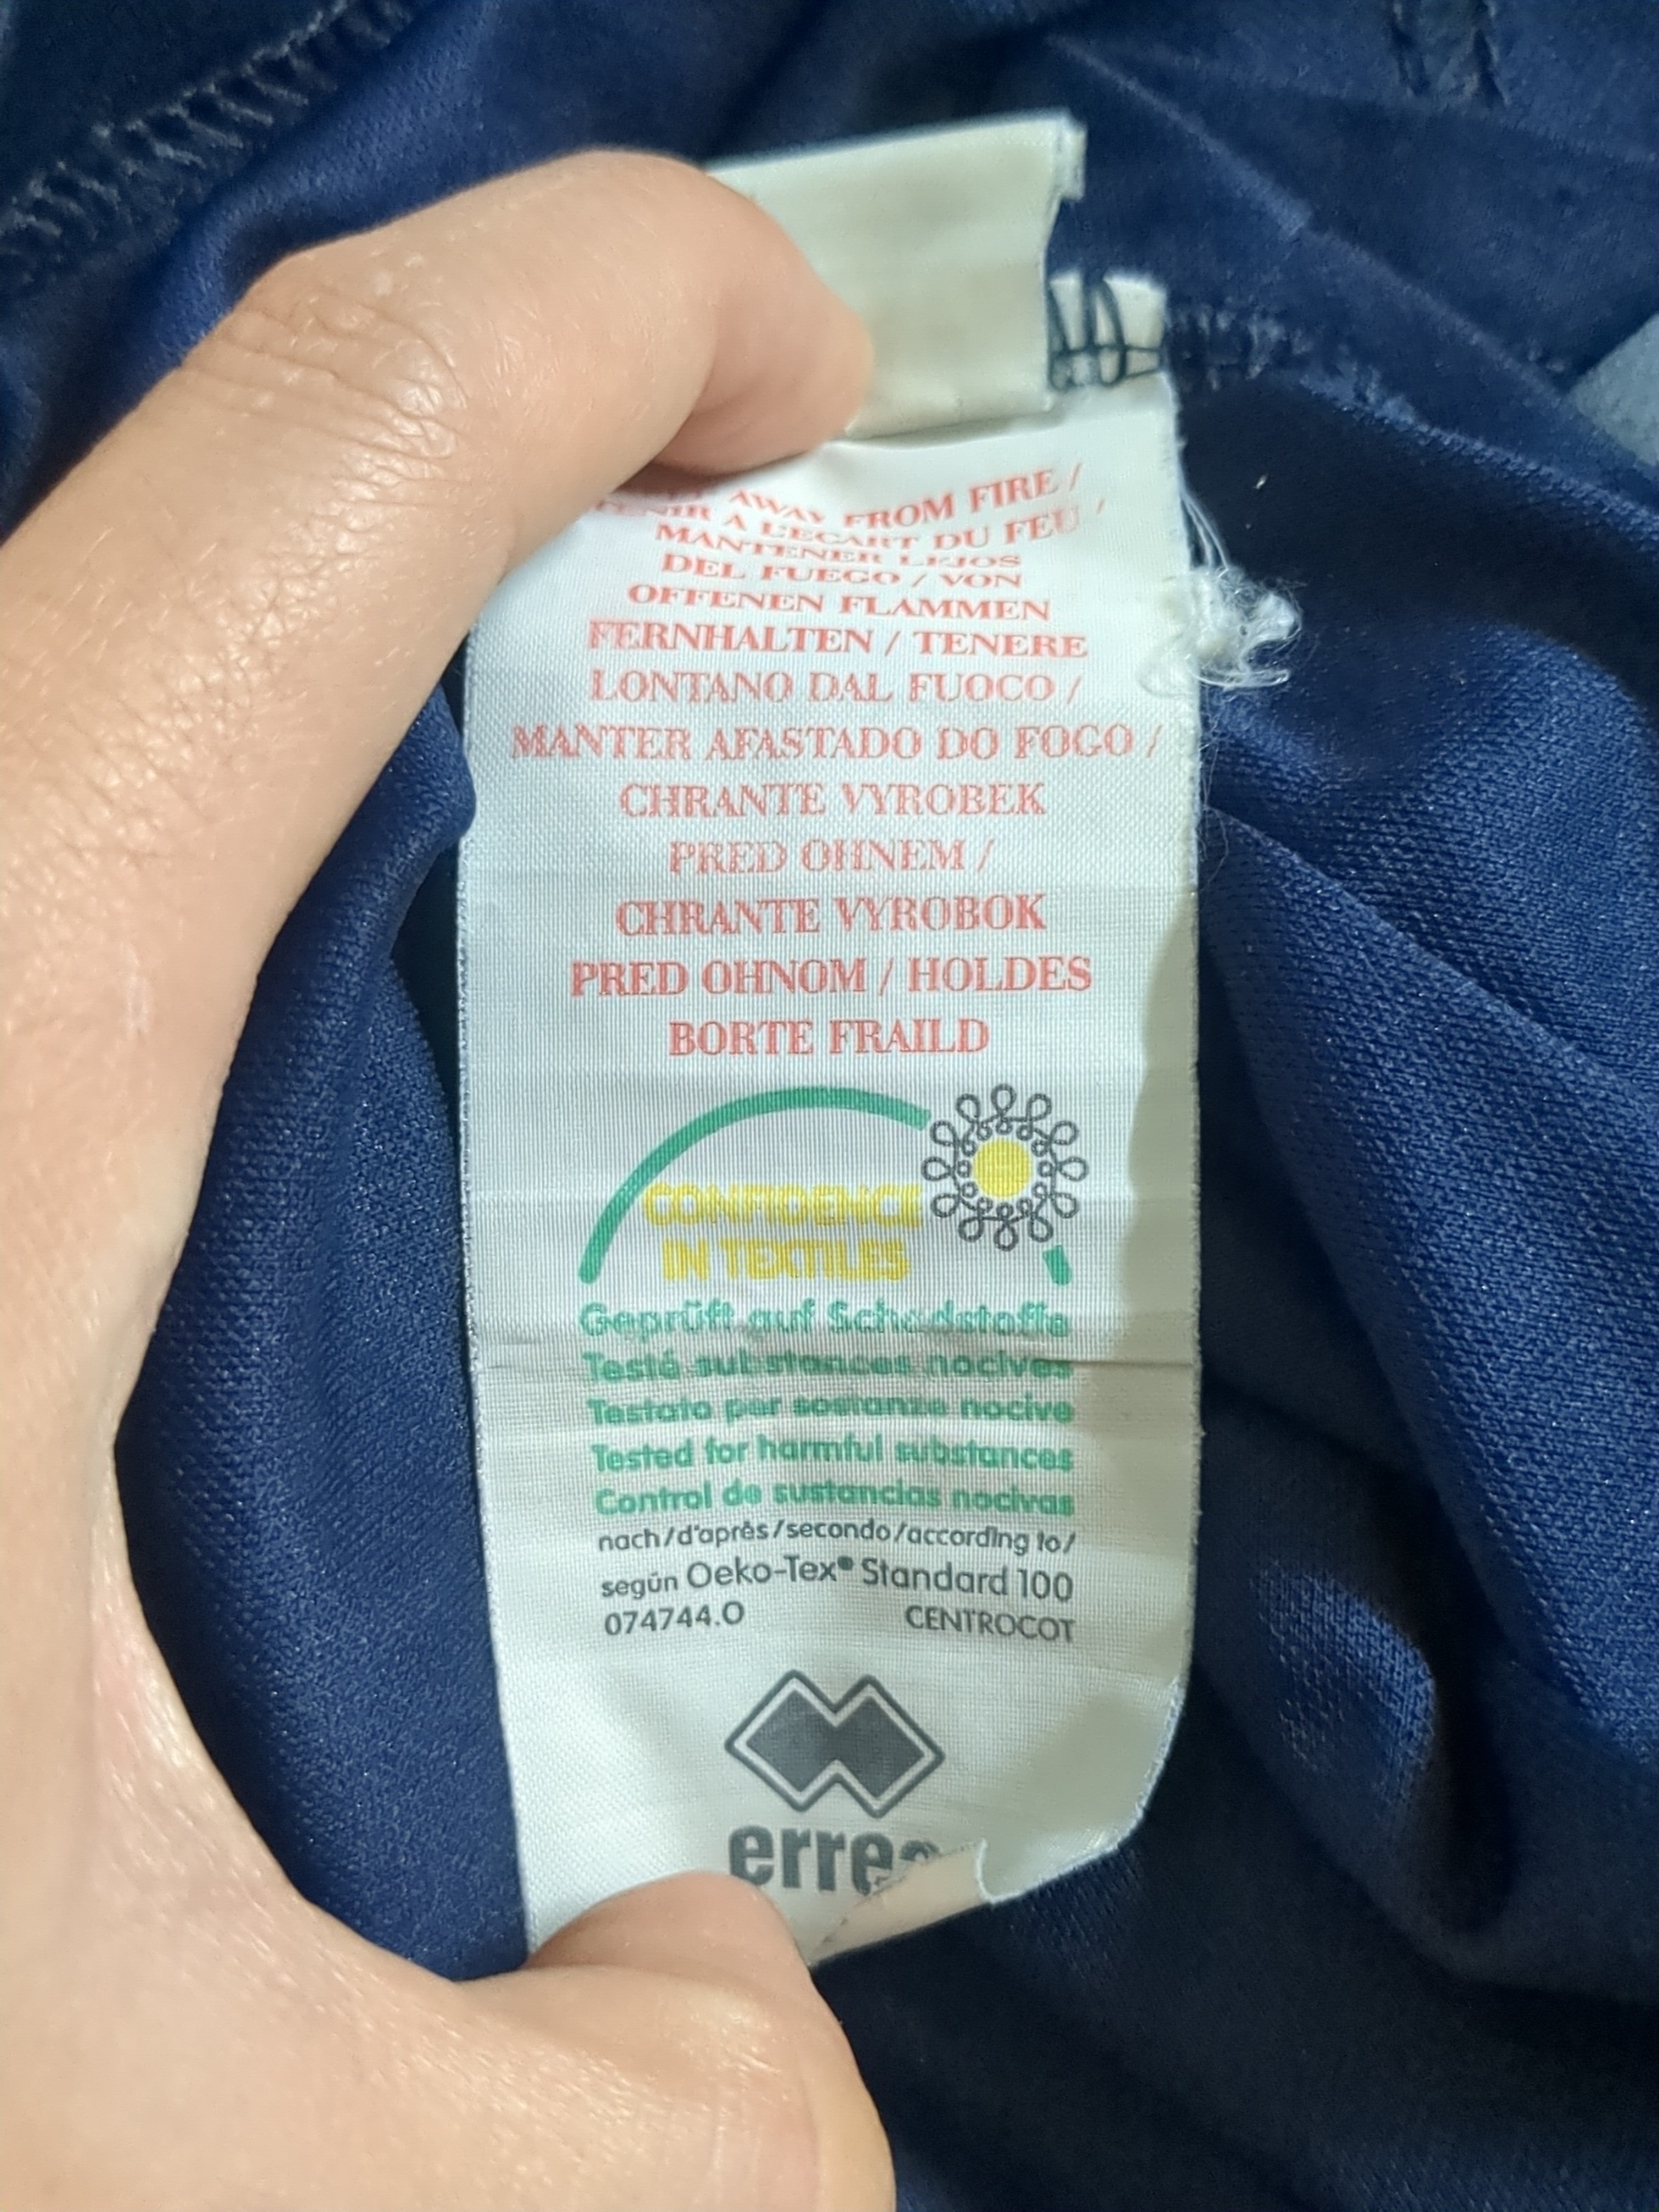 AWAY FROM FIRE /
TENIR A L'ECART DU FEU /
MANTENER LEJOS
DEL FUEGO / VON
OFFENEN FLAMMEN
FERNHALTEN / TENERE
LONTANO DAL FUOCO /
MANTER AFASTADO DO FOGO /
CHRANTE VYROBEK
PRED OHNEM /
CHRANTE VYROBOK
PRED OHNOM / HOLDES
BORTE FRAILD
CONFIDENCE
IN TEXTILES
Geprüft auf Schadstoffe
Testé substances nocives
Testato per sostanze nocive
Tested for harmful substances
Control de sustancias nocivas
nach/d'après/secondo/according to/
según Oeko-Tex® Standard 100
074744.O CENTROCOT
errea